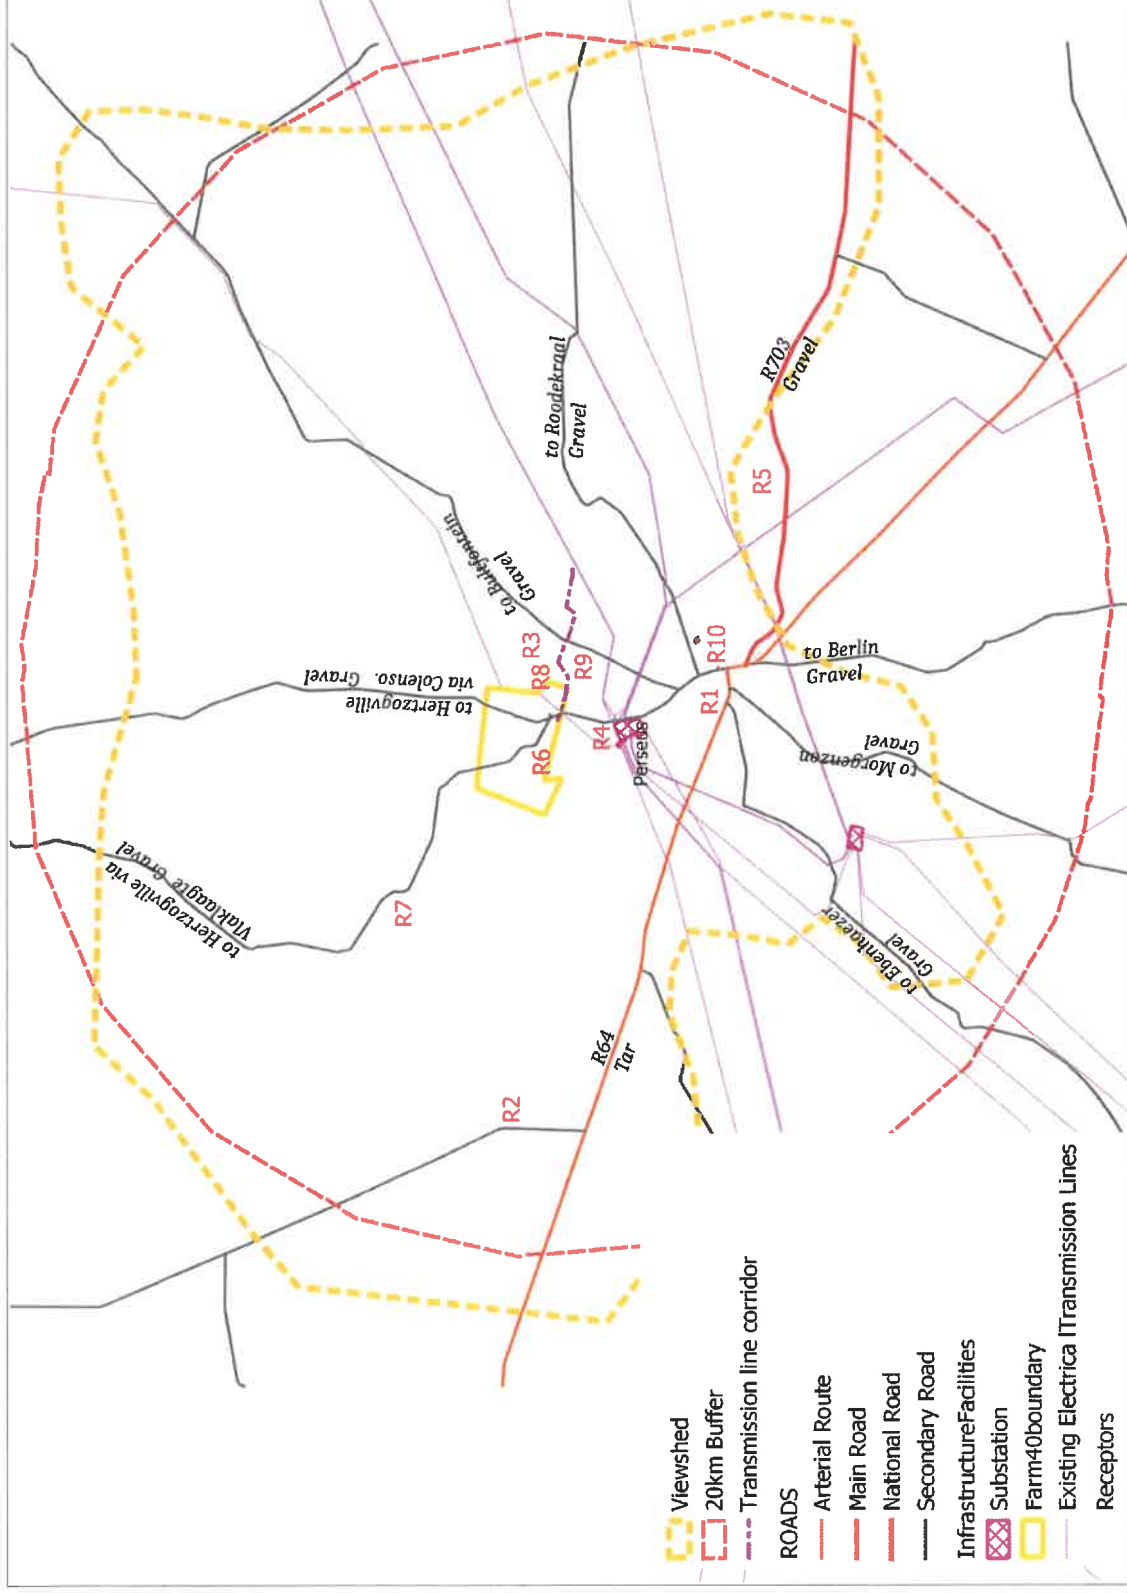 to Hertzogville via
Vlaklaagte Gravel
to Hertzogville
via Colenso. Gravel
to Bultfontein
Gravel
to Roodekraal
Gravel
R703
Gravel
R5
R3
R8
R9
R6
R7
R4
Perseus
R10
R1
to Berlin
Gravel
to Morgenzon
Gravel
to Ebenhaezer
Gravel
R64
Tar
R2
Viewshed
20km Buffer
Transmission line corridor
ROADS
Arterial Route
Main Road
National Road
Secondary Road
InfrastructureFacilities
Substation
Farm40boundary
Existing Electrica lTransmission Lines
Receptors